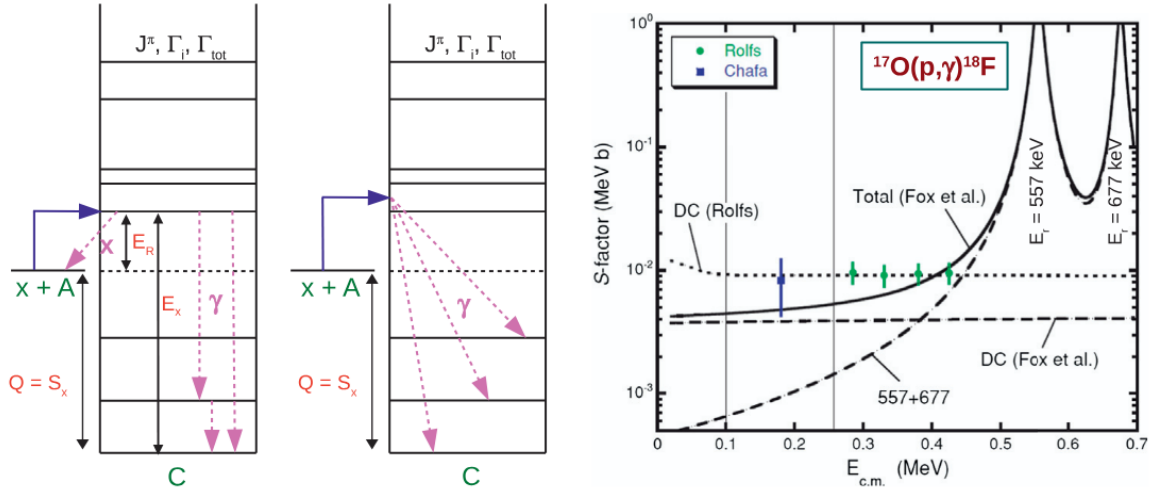 J^π, Γ_i, Γ_tot
x
E_R
x + A
E_x
γ
Q = S_x
C
J^π, Γ_i, Γ_tot
x + A
γ
Q = S_x
C
Rolfs
Chafa
¹⁷O(p,γ)¹⁸F
10⁰
10⁻¹
10⁻²
10⁻³
S-factor (MeV b)
DC (Rolfs)
Total (Fox et al.)
E_r = 557 keV
E_r = 677 keV
DC (Fox et al.)
557+677
0 0.1 0.2 0.3 0.4 0.5 0.6 0.7
E_c.m. (MeV)